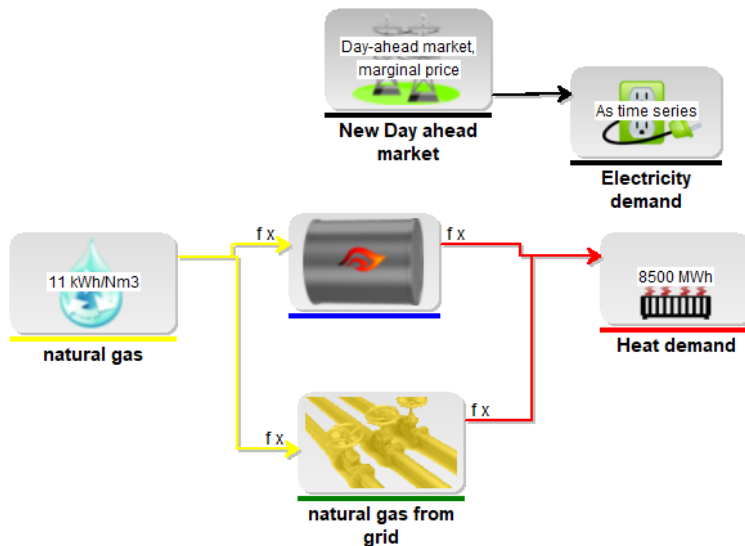 Day-ahead market,
marginal price
New Day ahead
market
As time series
Electricity
demand
11 kWh/Nm3
natural gas
f x
f x
8500 MWh
Heat demand
f x
f x
natural gas from
grid